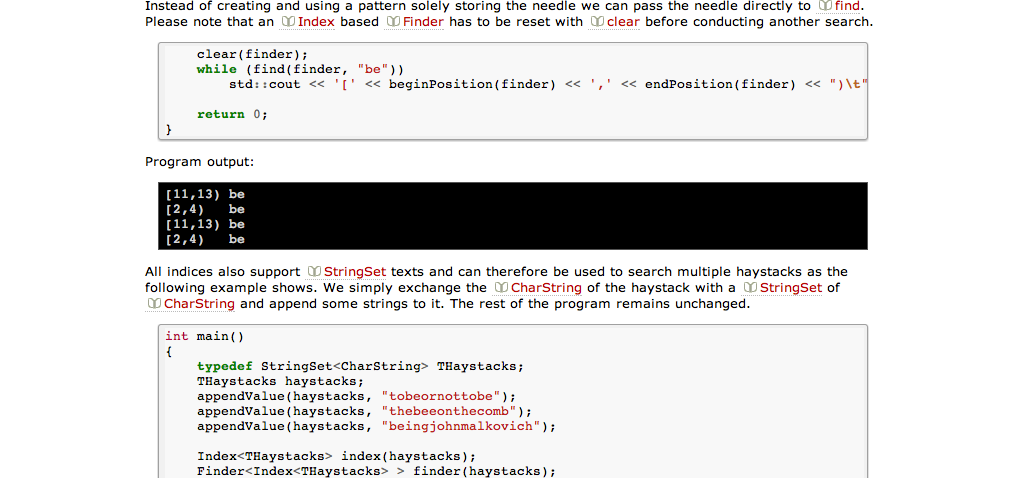 Instead of creating and using a pattern solely storing the needle we can pass the needle directly to find.
Please note that an Index based Finder has to be reset with clear before conducting another search.
clear(finder);
while (find(finder, "be"))
std::cout << '[' << beginPosition(finder) << ',' << endPosition(finder) << ")\t"
return 0;
}
Program output:
[11,13) be
[2,4) be
[11,13) be
[2,4) be
All indices also support StringSet texts and can therefore be used to search multiple haystacks as the
following example shows. We simply exchange the CharString of the haystack with a StringSet of
CharString and append some strings to it. The rest of the program remains unchanged.
int main()
{
typedef StringSet<CharString> THaystacks;
THaystacks haystacks;
appendValue(haystacks, "tobeornottobe");
appendValue(haystacks, "thebeeonthecomb");
appendValue(haystacks, "beingjohnmalkovich");
Index<THaystacks> index(haystacks);
Finder<Index<THaystacks> > finder(haystacks);